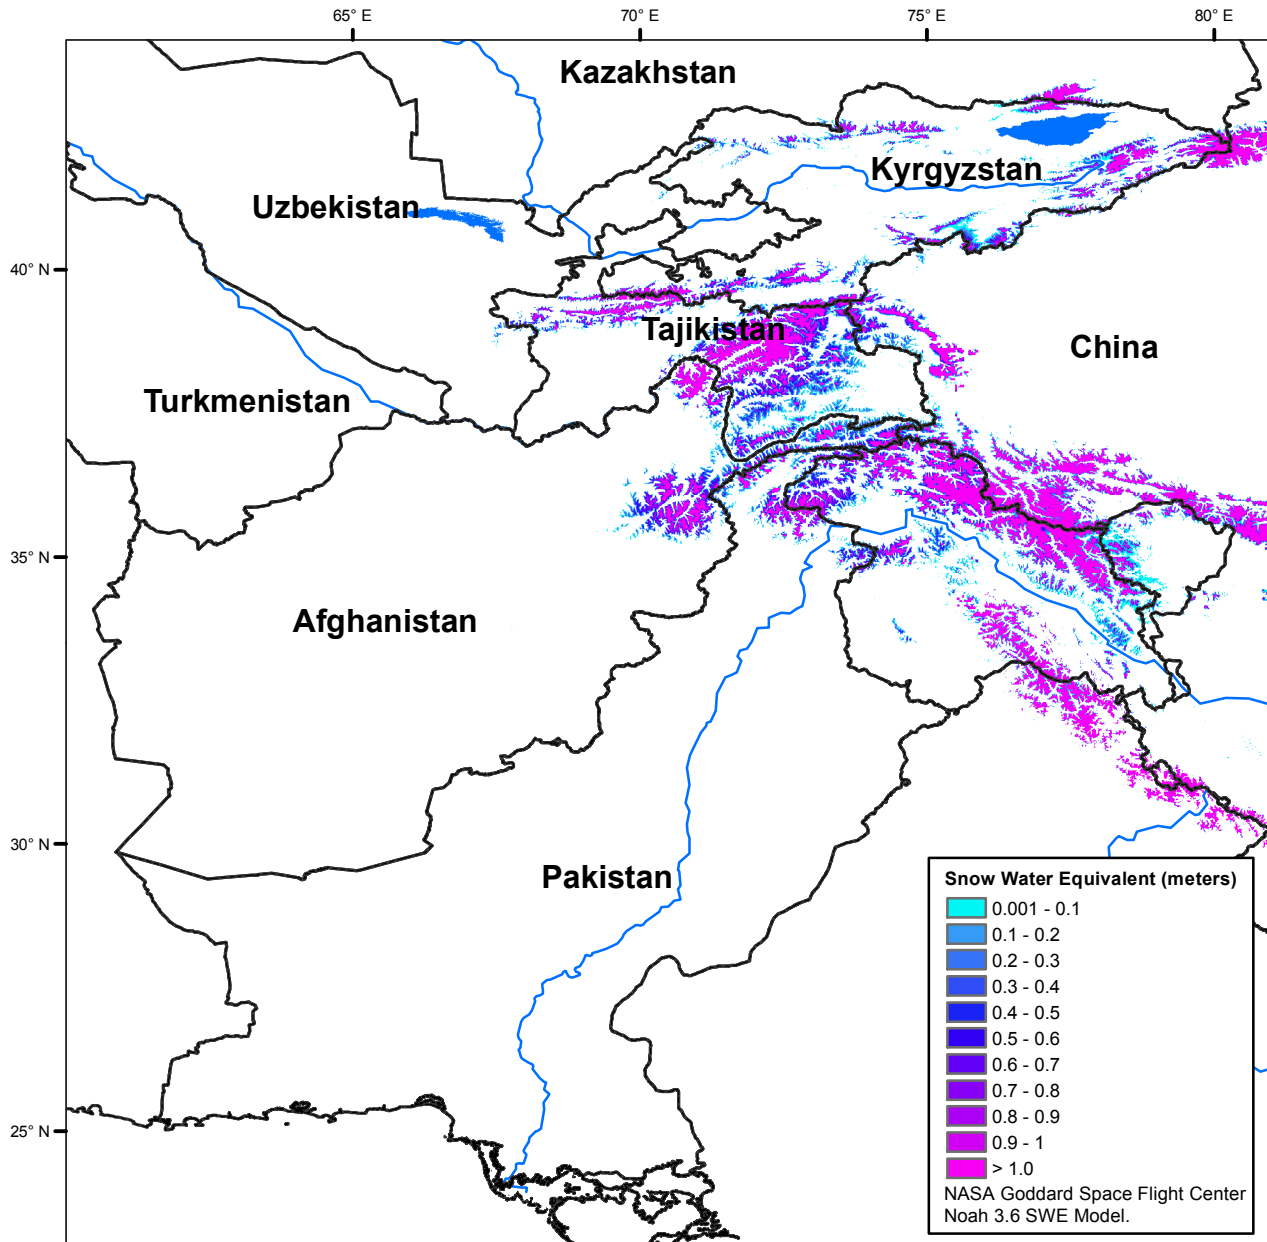 65° E
70° E
75° E
80° E
Kazakhstan
Kyrgyzstan
Uzbekistan
40° N
Tajikistan
China
Turkmenistan
35° N
Afghanistan
30° N
Pakistan
25° N
Snow Water Equivalent (meters)
0.001 - 0.1
0.1 - 0.2
0.2 - 0.3
0.3 - 0.4
0.4 - 0.5
0.5 - 0.6
0.6 - 0.7
0.7 - 0.8
0.8 - 0.9
0.9 - 1
> 1.0
NASA Goddard Space Flight Center
Noah 3.6 SWE Model.